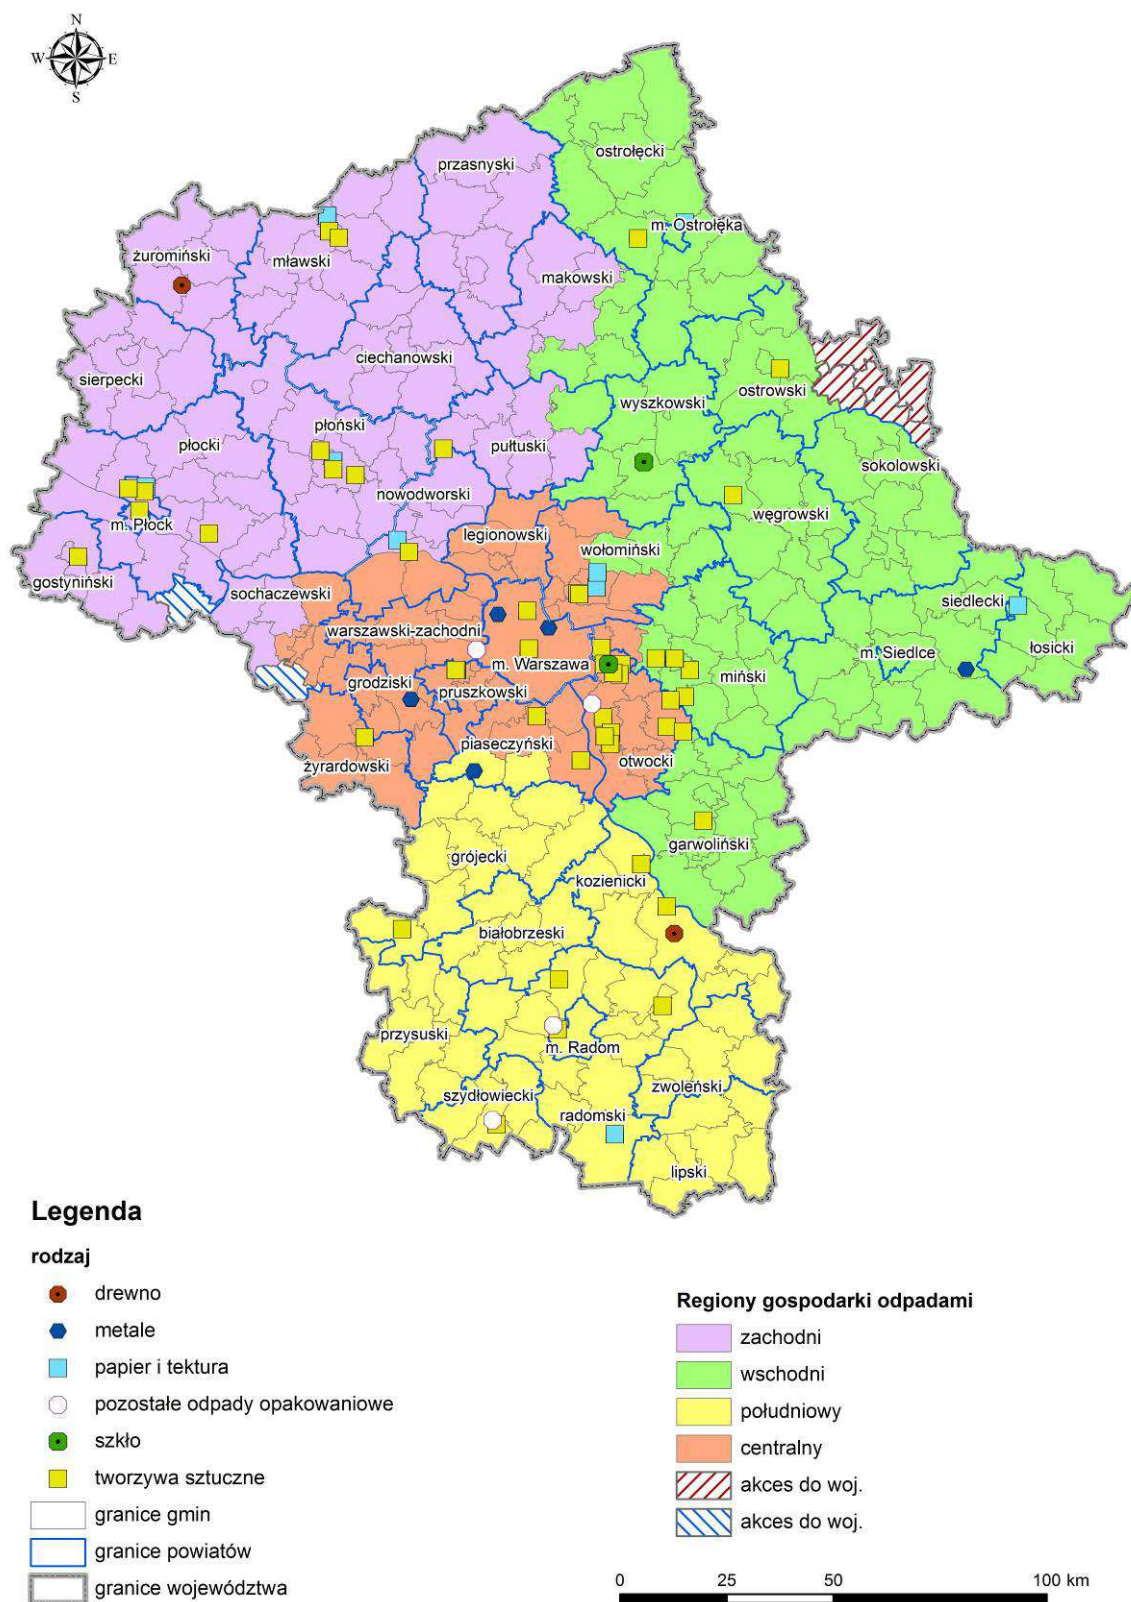 N
W E
S
ostrołęcki
przasnyski
m. Ostrołęka
żuromiński
mławski
makowski
ciechanowski
sierpecki
ostrowski
wyszkowski
płoński
płocki
pułtuski
sokołowski
nowodworski
węgrowski
m. Płock
legionowski
wołomiński
gostyniński
sochaczewski
siedlecki
warszawski-zachodni
m. Siedlce
łosicki
m. Warszawa
miński
grodziski
pruszkowski
piaseczyński
otwocki
żyrardowski
garwoliński
grójecki
kozienicki
białobrzeski
przysuski
m. Radom
zwoleński
szydłowiecki
radomski
lipski
Legenda
rodzaj
drewno
metale
papier i tektura
pozostałe odpady opakowaniowe
szkło
tworzywa sztuczne
granice gmin
granice powiatów
granice województwa
Regiony gospodarki odpadami
zachodni
wschodni
południowy
centralny
akces do woj.
akces do woj.
0 25 50 100 km